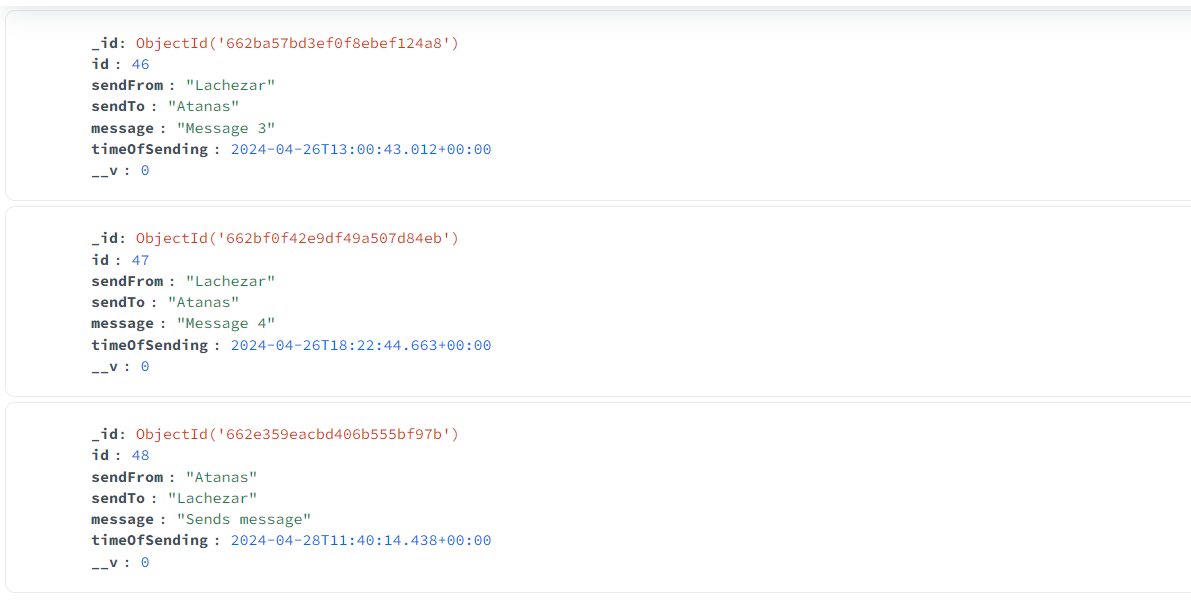 _id: ObjectId('662ba57bd3ef0f8ebef124a8')
id : 46
sendFrom : "Lachezar"
sendTo : "Atanas"
message : "Message 3"
timeOfSending : 2024-04-26T13:00:43.012+00:00
__v : 0
_id: ObjectId('662bf0f42e9df49a507d84eb')
id : 47
sendFrom : "Lachezar"
sendTo : "Atanas"
message : "Message 4"
timeOfSending : 2024-04-26T18:22:44.663+00:00
__v : 0
_id: ObjectId('662e359eacbd406b555bf97b')
id : 48
sendFrom : "Atanas"
sendTo : "Lachezar"
message : "Sends message"
timeOfSending : 2024-04-28T11:40:14.438+00:00
__v : 0